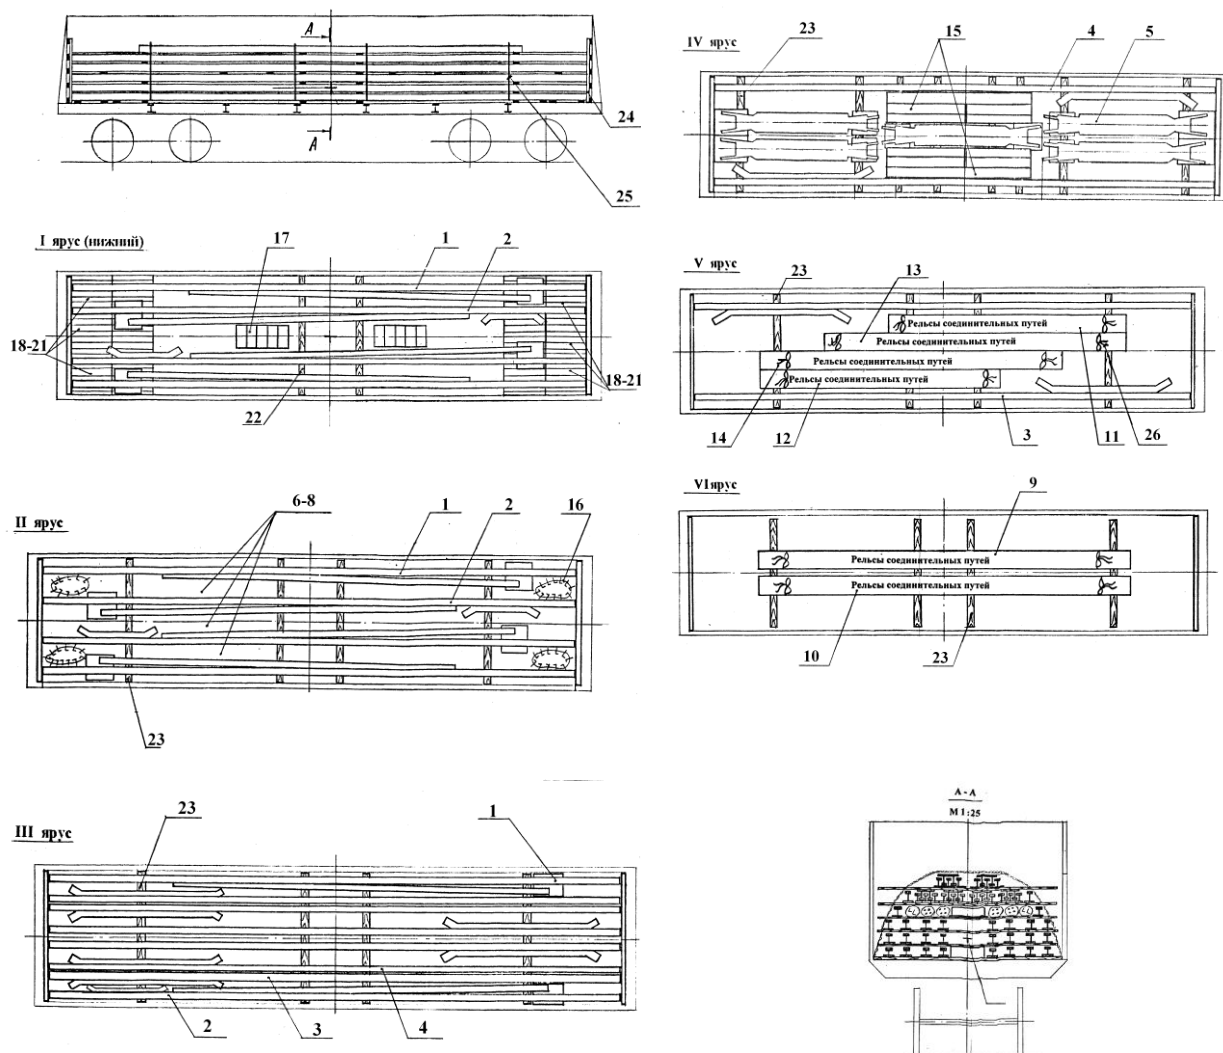 А
А
24
25
I ярус (нижний)
17
1
2
18-21
18-21
22
II ярус
6-8
1
2
16
23
III ярус
23
1
2
3
4
IV ярус
23
15
4
5
V ярус
23
13
Рельсы соединительных путей
Рельсы соединительных путей
Рельсы соединительных путей
Рельсы соединительных путей
14
12
3
11
26
VI ярус
9
Рельсы соединительных путей
Рельсы соединительных путей
10
23
А - А
М 1:25